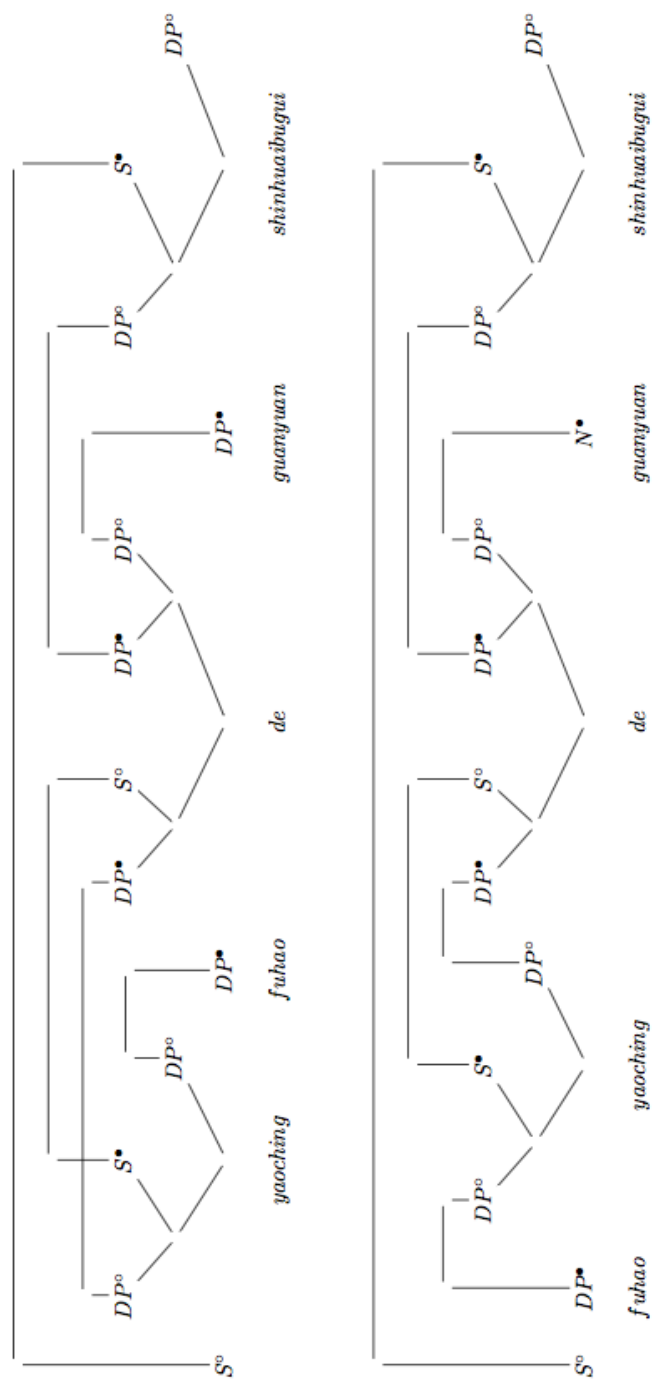 DP° S• DP• S° DP• DP° DP° S•
DP° DP°
S° DP• DP•
yaoching fuhao de guanyuan shinhuaibugui
DP° S• DP• S° DP• DP° DP° S•
DP° DP°
S° DP• N•
fuhao yaoching de guanyuan shinhuaibugui